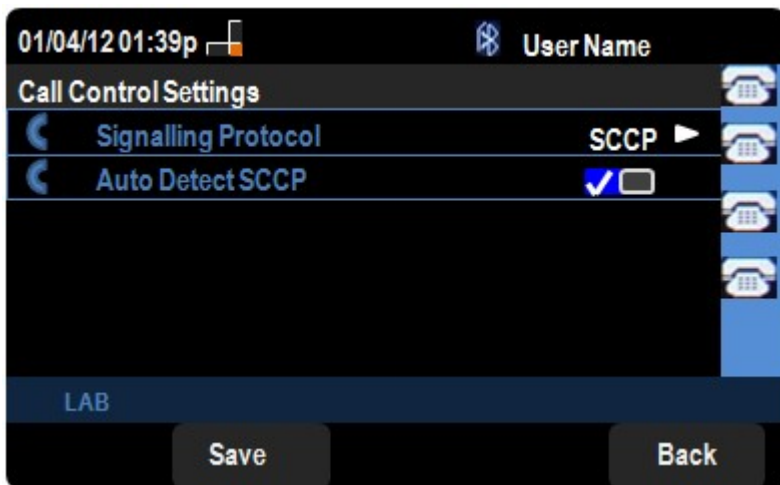 01/04/12 01:39p User Name
Call Control Settings
Signalling Protocol SCCP
Auto Detect SCCP
LAB
Save Back